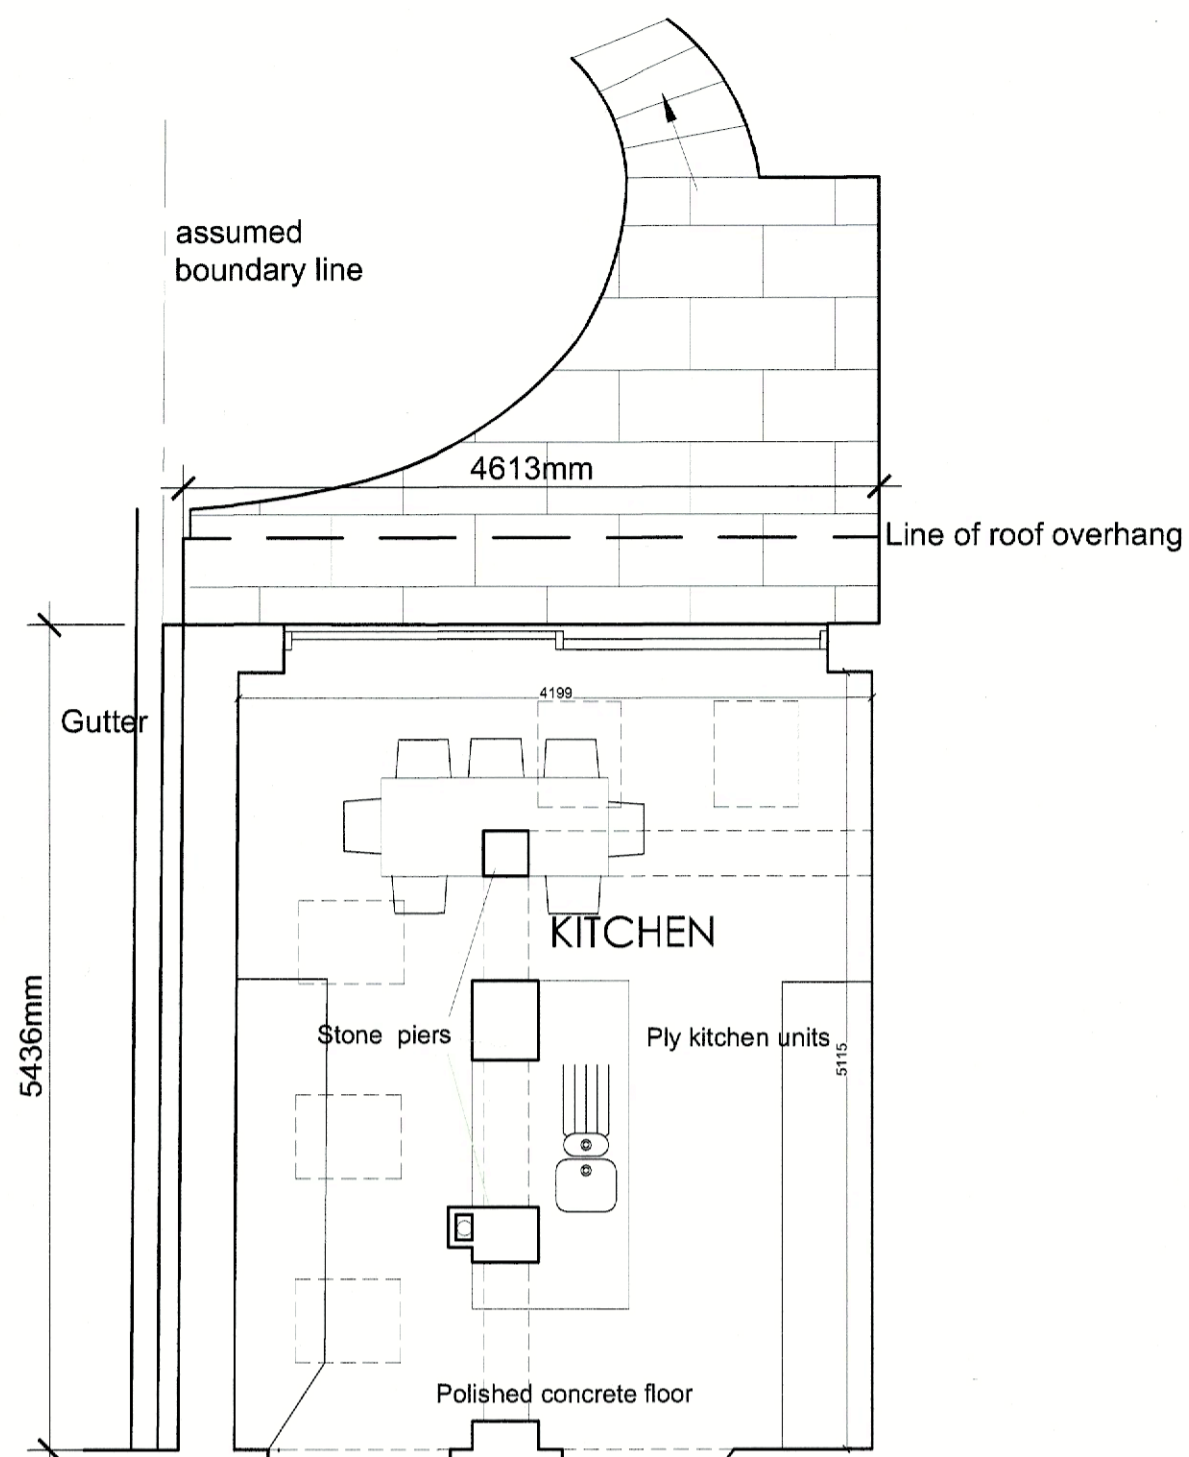 assumed
boundary line
4613mm
Line of roof overhang
4199
Gutter
KITCHEN
5436mm
Stone piers
Ply kitchen units
5115
Polished concrete floor